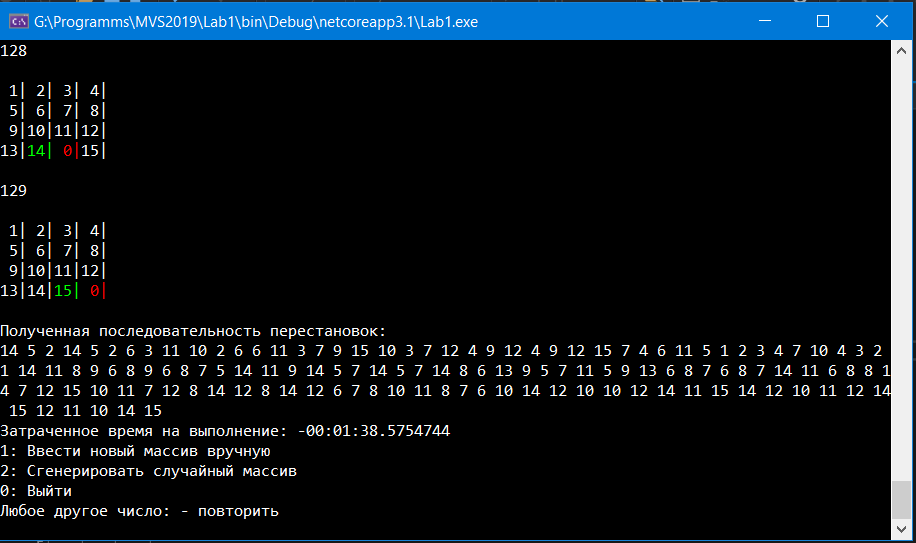 G:\Programms\MVS2019\Lab1\bin\Debug\netcoreapp3.1\Lab1.exe
128
1| 2| 3| 4|
5| 6| 7| 8|
9|10|11|12|
13|14| 0|15|
129
1| 2| 3| 4|
5| 6| 7| 8|
9|10|11|12|
13|14|15| 0|
Полученная последовательность перестановок:
14 5 2 14 5 2 6 3 11 10 2 6 6 11 3 7 9 15 10 3 7 12 4 9 12 4 9 12 15 7 4 6 11 5 1 2 3 4 7 10 4 3 2
1 14 11 8 9 6 8 9 6 8 7 5 14 11 9 14 5 7 14 5 7 14 8 6 13 9 5 7 11 5 9 13 6 8 7 6 8 7 14 11 6 8 8 1
4 7 12 15 10 11 7 12 8 14 12 8 14 12 6 7 8 10 11 8 7 6 10 14 12 10 10 12 14 11 15 14 12 10 11 12 14
15 12 11 10 14 15
Затраченное время на выполнение: -00:01:38.5754744
1: Ввести новый массив вручную
2: Сгенерировать случайный массив
0: Выйти
Любое другое число: - повторить